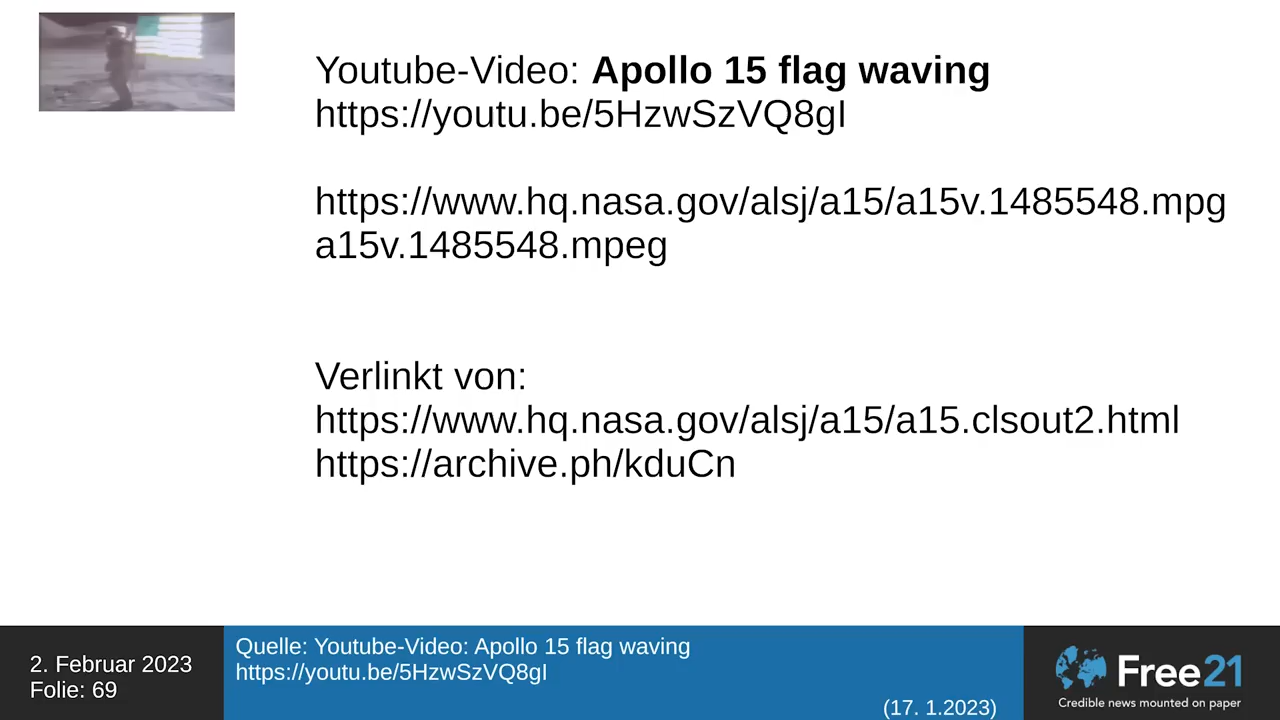 Youtube-Video: Apollo 15 flag waving
https://youtu.be/5HzwSzVQ8gI
https://www.hq.nasa.gov/alsj/a15/a15v.1485548.mpg
a15v.1485548.mpeg
Verlinkt von:
https://www.hq.nasa.gov/alsj/a15/a15.clsout2.html
https://archive.ph/kduCn
2. Februar 2023
Folie: 69
Quelle: Youtube-Video: Apollo 15 flag waving
https://youtu.be/5HzwSzVQ8gI
(17. 1.2023)
Free21
Credible news mounted on paper